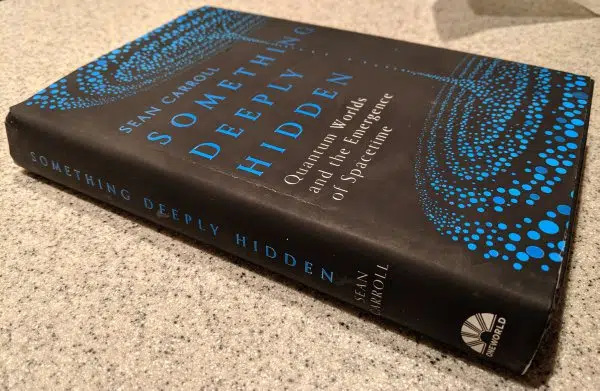 SEAN CARROLL
SOMETHING
DEEPLY
HIDDEN
Quantum Worlds
and the Emergence
of Spacetime
SOMETHING DEEPLY HIDDEN
SEAN
CARROLL
ONEWORLD